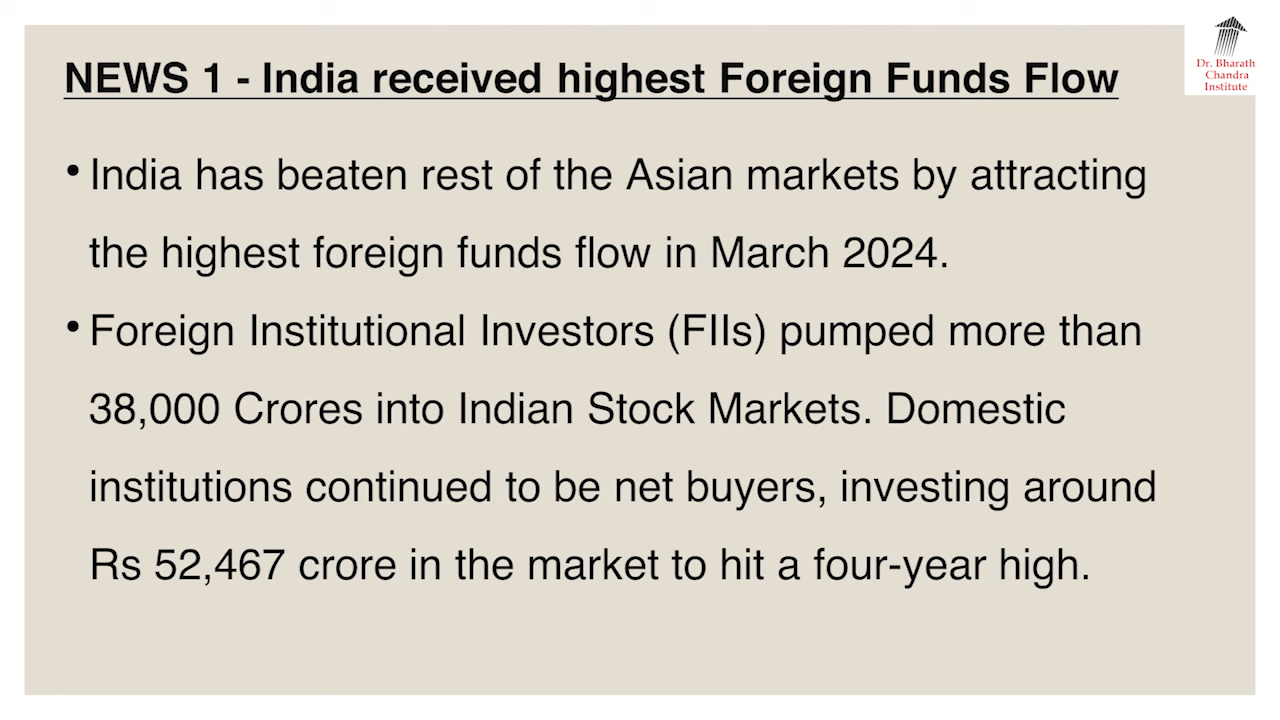 NEWS 1 - India received highest Foreign Funds Flow
Dr. Bharath
Chandra
Institute
• India has beaten rest of the Asian markets by attracting
the highest foreign funds flow in March 2024.
• Foreign Institutional Investors (FIIs) pumped more than
38,000 Crores into Indian Stock Markets. Domestic
institutions continued to be net buyers, investing around
Rs 52,467 crore in the market to hit a four-year high.